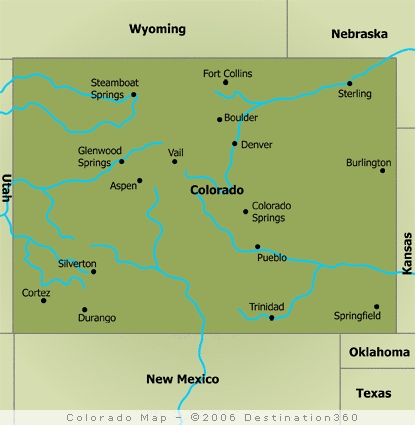 Wyoming
Nebraska
Steamboat
Springs
Fort Collins
Sterling
Boulder
Denver
Glenwood
Springs
Vail
Burlington
Aspen
Utah
Colorado
Colorado
Springs
Kansas
Pueblo
Silverton
Cortez
Durango
Trinidad
Springfield
Oklahoma
New Mexico
Texas
Colorado Map - ©2006 Destination360